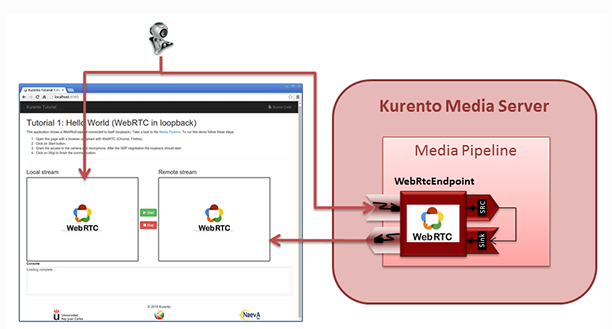 Kurento Tutorial 1: H
localhost:8080
Kurento Tutorial
Source Code
Tutorial 1: Hello World (WebRTC in loopback)
This application shows a WebRtcEndpoint connected to itself (loopback). Take a look to the Media Pipeline. To run this demo follow these steps:
1. Open this page with a browser compliant with WebRTC (Chrome, Firefox).
2. Click on Start button.
3. Grant the access to the camera and microphone. After the SDP negotiation the loopback should start.
4. Click on Stop to finish the communication.
Local stream
Remote stream
WebRTC
Start
Stop
WebRTC
Console
Loading complete ...
© 2014 Kurento
Universidad
Rey Juan Carlos
Naeva
Kurento Media Server
Media Pipeline
WebRtcEndpoint
SRC
Sink
WebRTC